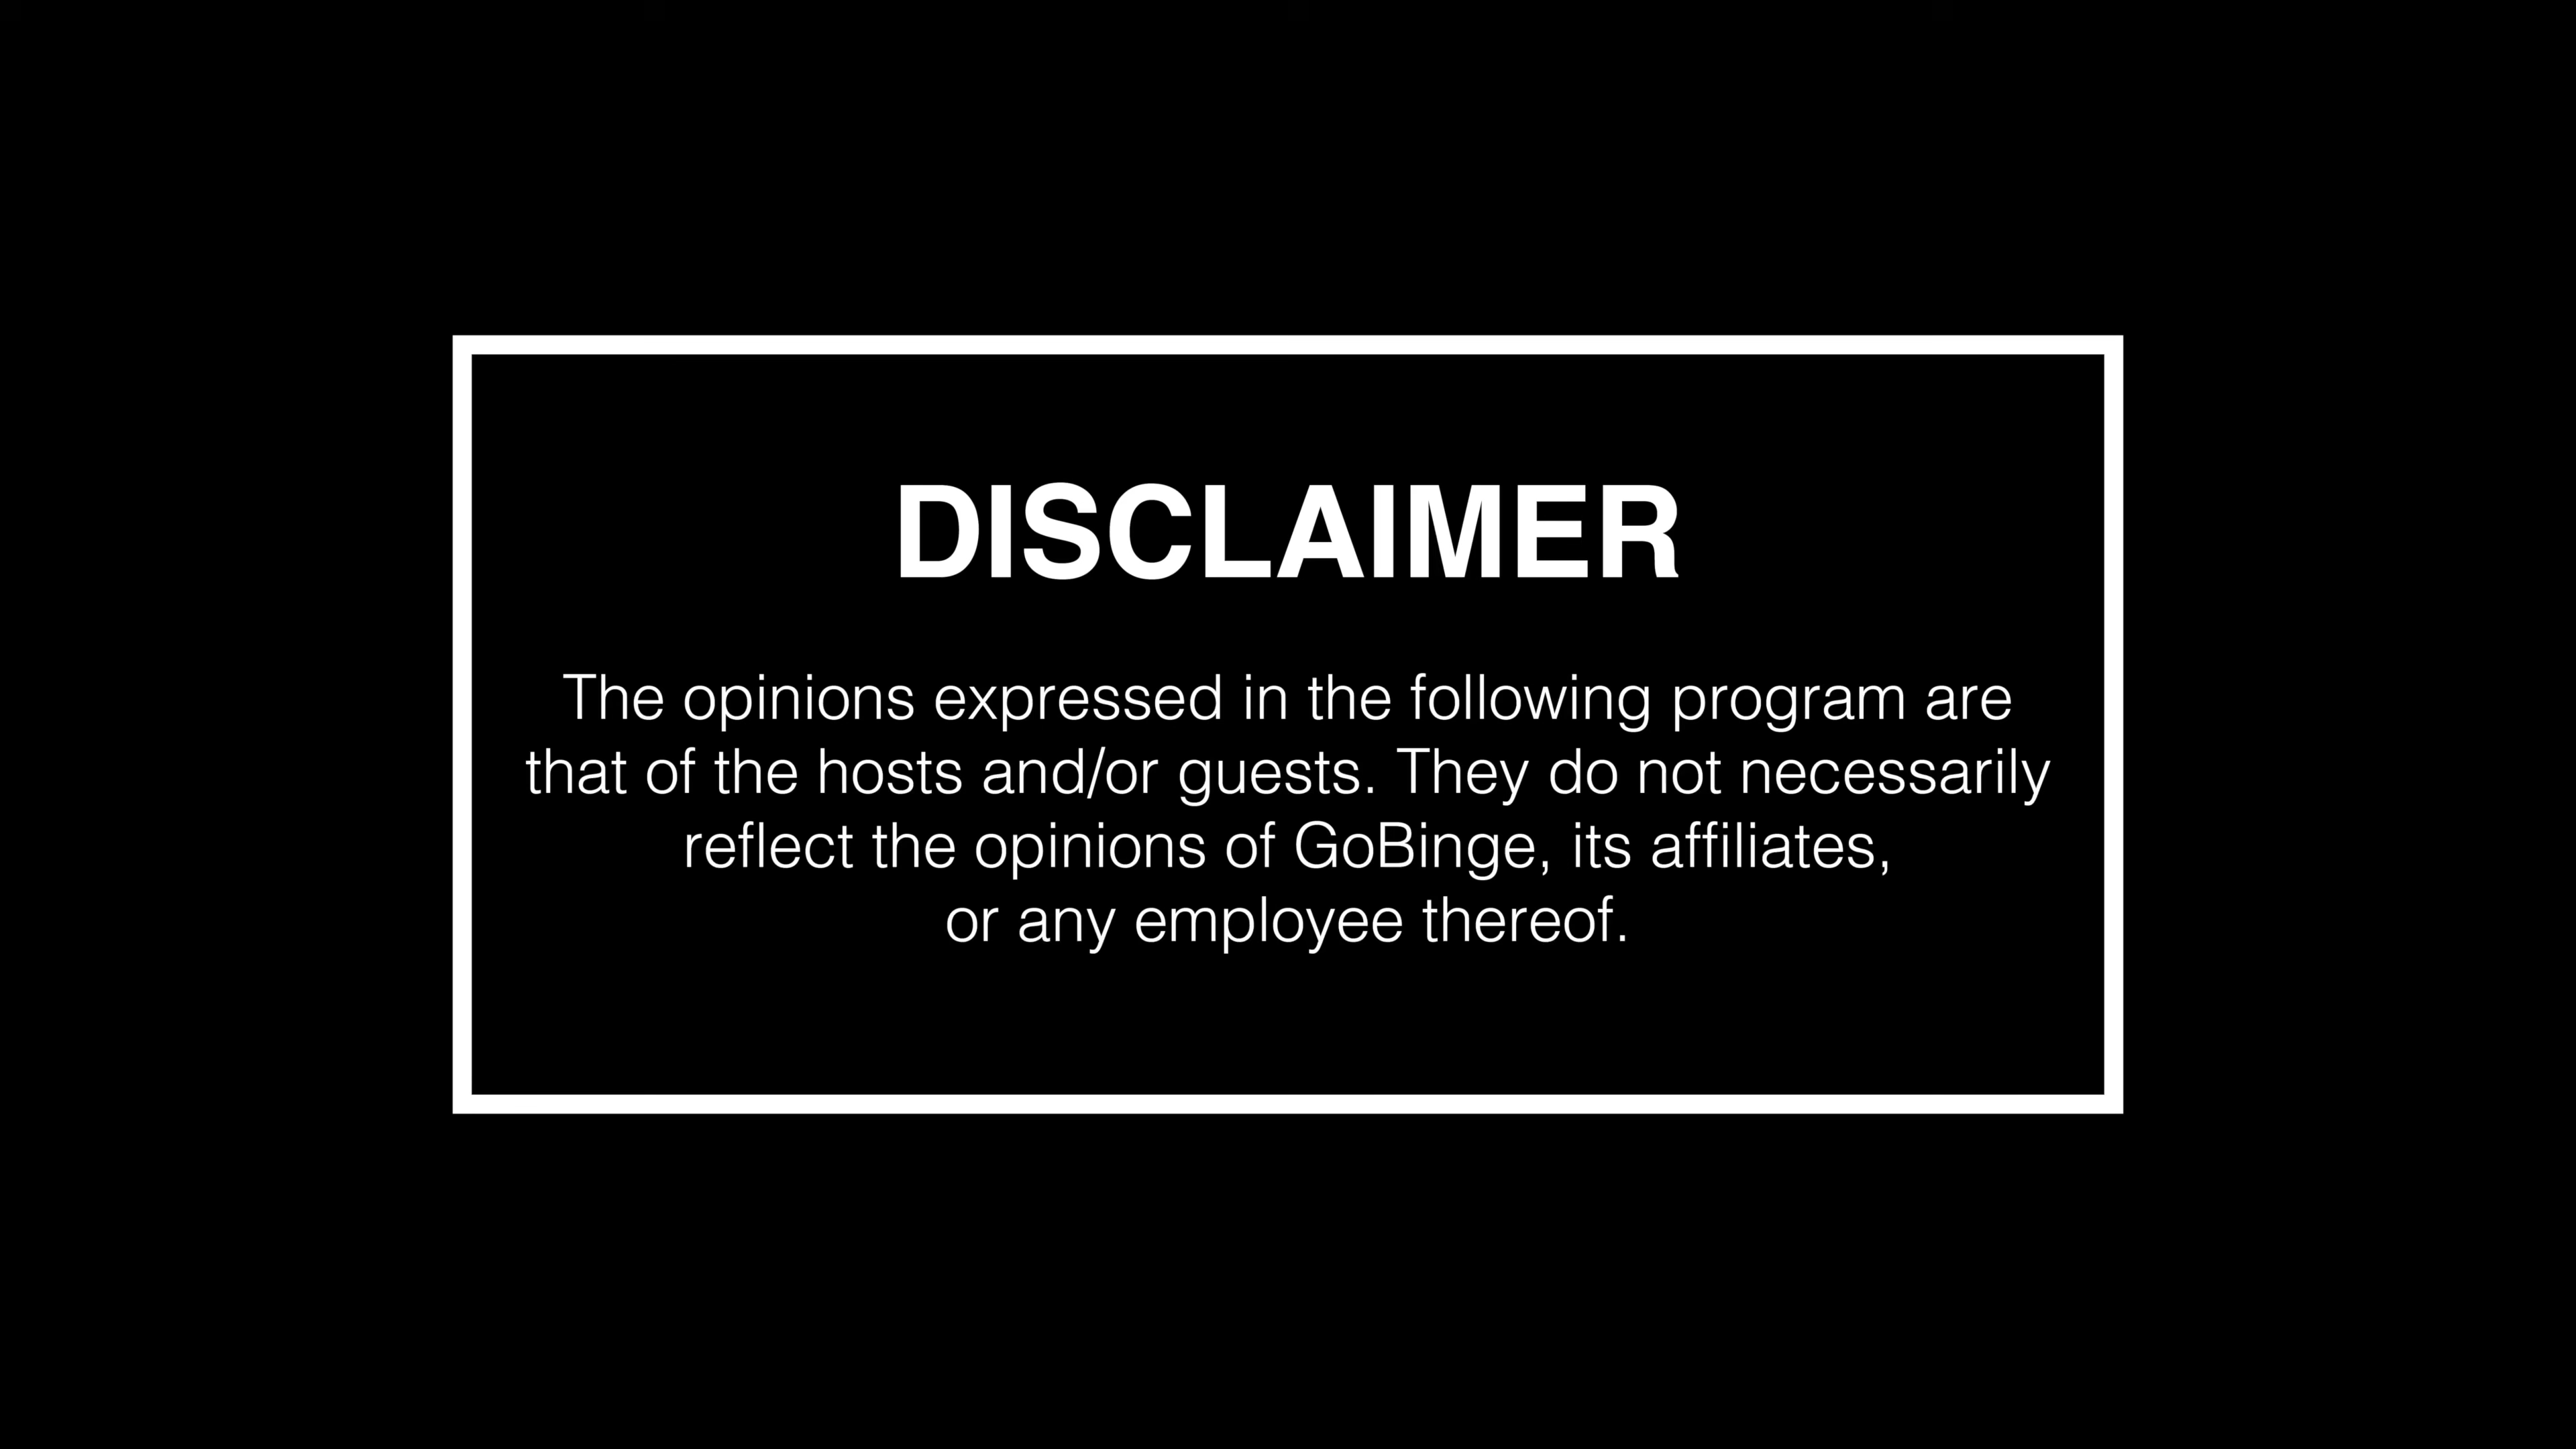 DISCLAIMER
The opinions expressed in the following program are
that of the hosts and/or guests. They do not necessarily
reflect the opinions of GoBinge, its affiliates,
or any employee thereof.